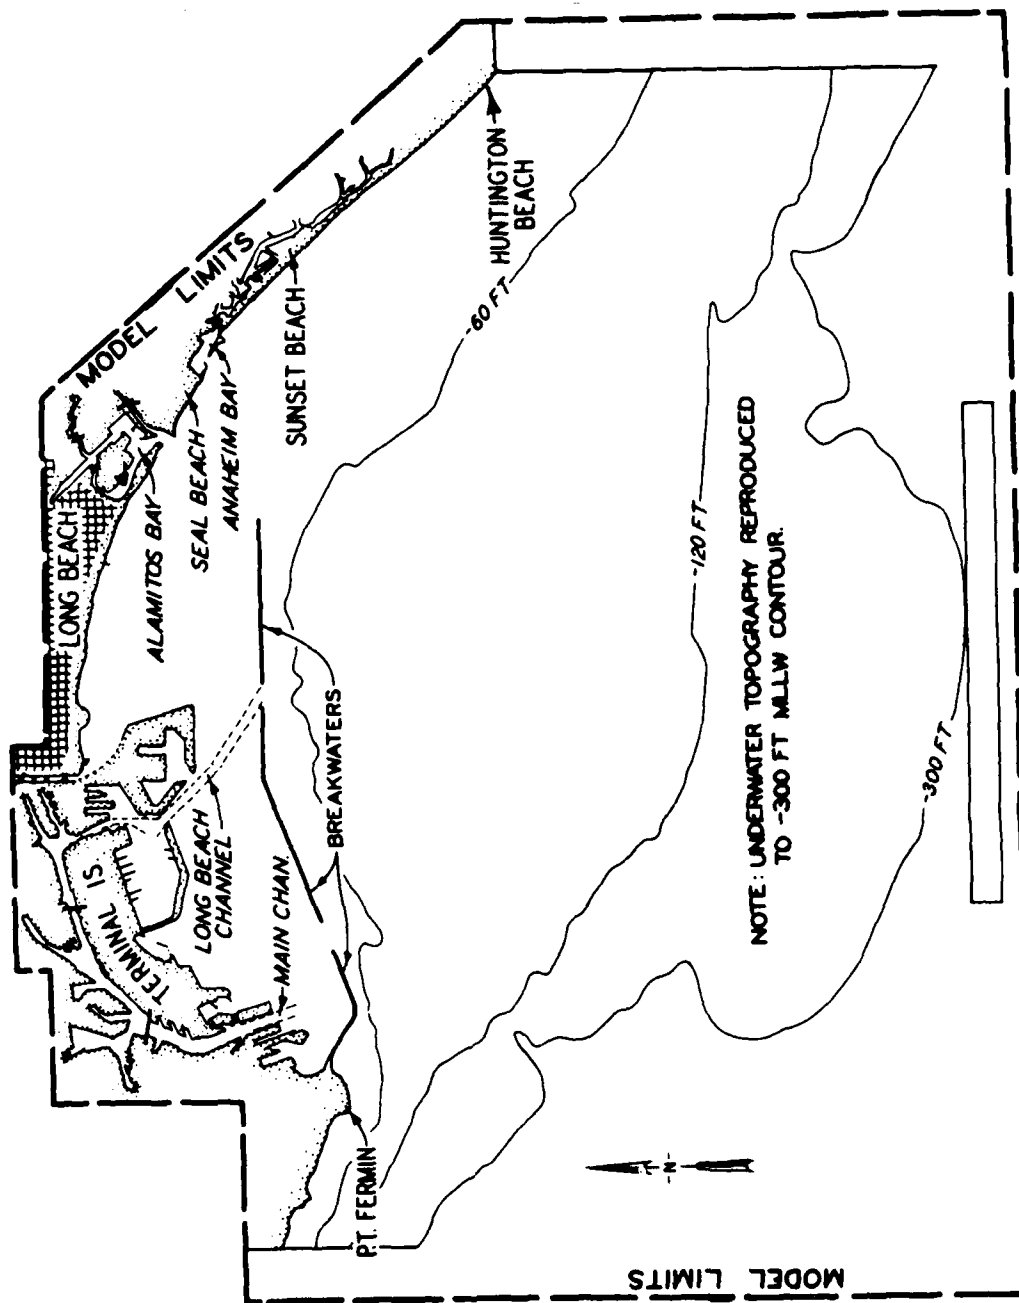 MODEL LIMITS
LONG BEACH
ALAMITOS BAY
SEAL BEACH
ANAHEIM BAY
SUNSET BEACH
HUNTINGTON
BEACH
TERMINAL IS
LONG BEACH
CHANNEL
MAIN CHAN.
BREAKWATERS
PT. FERMIN
-60 FT
-120 FT
-300 FT
NOTE: UNDERWATER TOPOGRAPHY REPRODUCED
TO -300 FT MLLW CONTOUR.
N
MODEL LIMITS